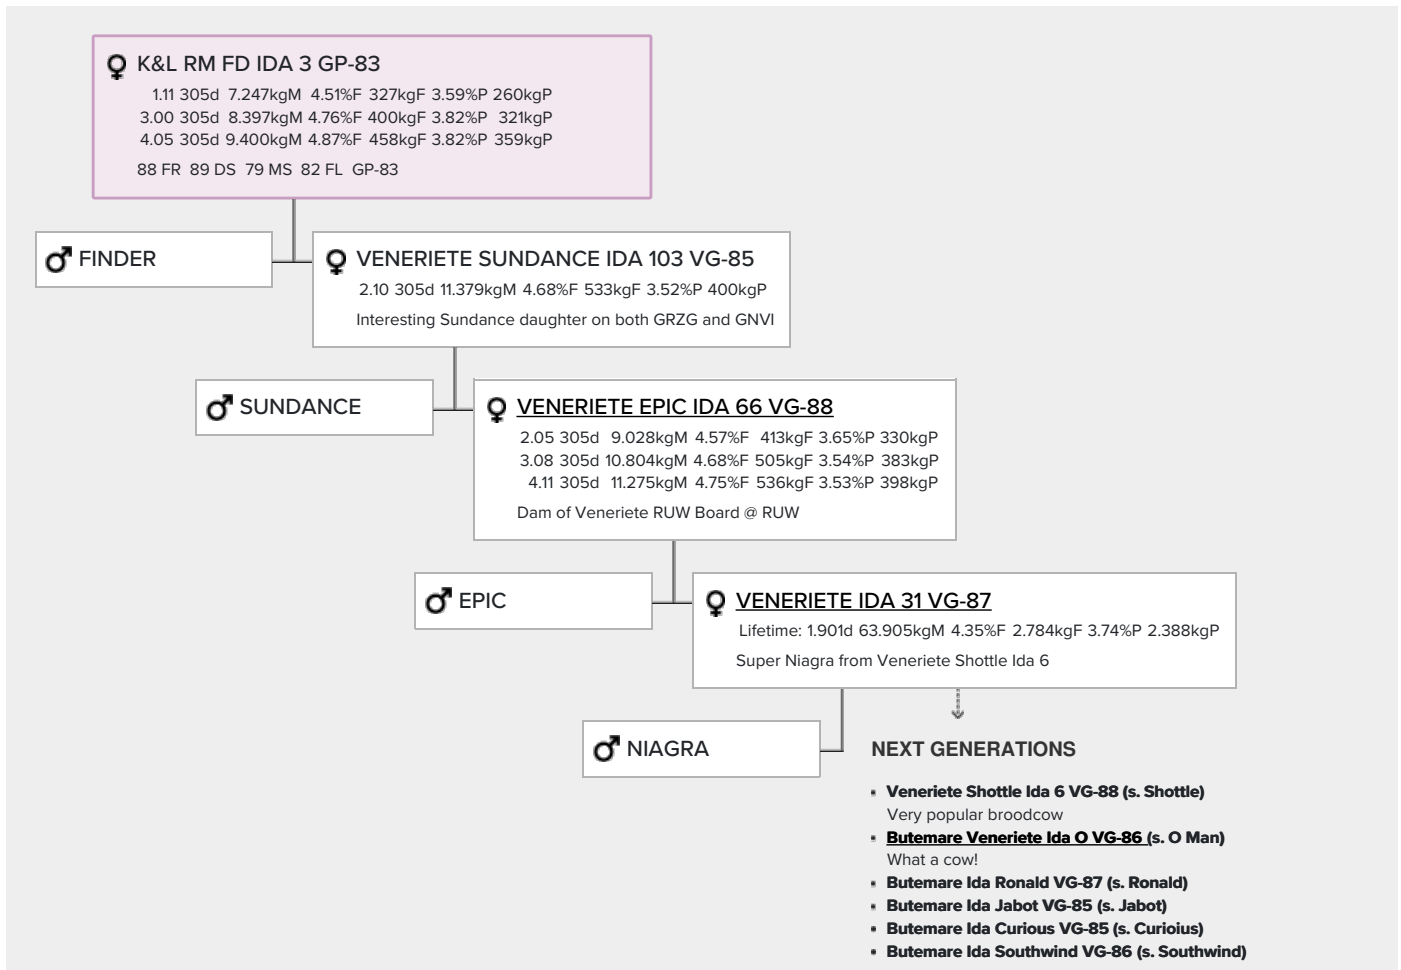 K&L RM FD IDA 3 GP-83
1.11 305d 7.247kgM 4.51%F 327kgF 3.59%P 260kgP
3.00 305d 8.397kgM 4.76%F 400kgF 3.82%P 321kgP
4.05 305d 9.400kgM 4.87%F 458kgF 3.82%P 359kgP
88 FR 89 DS 79 MS 82 FL GP-83
FINDER
VENERIETE SUNDANCE IDA 103 VG-85
2.10 305d 11.379kgM 4.68%F 533kgF 3.52%P 400kgP
Interesting Sundance daughter on both GRZG and GNVI
SUNDANCE
VENERIETE EPIC IDA 66 VG-88
2.05 305d 9.028kgM 4.57%F 413kgF 3.65%P 330kgP
3.08 305d 10.804kgM 4.68%F 505kgF 3.54%P 383kgP
4.11 305d 11.275kgM 4.75%F 536kgF 3.53%P 398kgP
Dam of Veneriete RUW Board @ RUW
EPIC
VENERIETE IDA 31 VG-87
Lifetime: 1.901d 63.905kgM 4.35%F 2.784kgF 3.74%P 2.388kgP
Super Niagra from Veneriete Shottle Ida 6
NIAGRA
NEXT GENERATIONS
Veneriete Shottle Ida 6 VG-88 (s. Shottle)
Very popular broodcow
Butemare Veneriete Ida O VG-86 (s. O Man)
What a cow!
Butemare Ida Ronald VG-87 (s. Ronald)
Butemare Ida Jabot VG-85 (s. Jabot)
Butemare Ida Curious VG-85 (s. Curioius)
Butemare Ida Southwind VG-86 (s. Southwind)